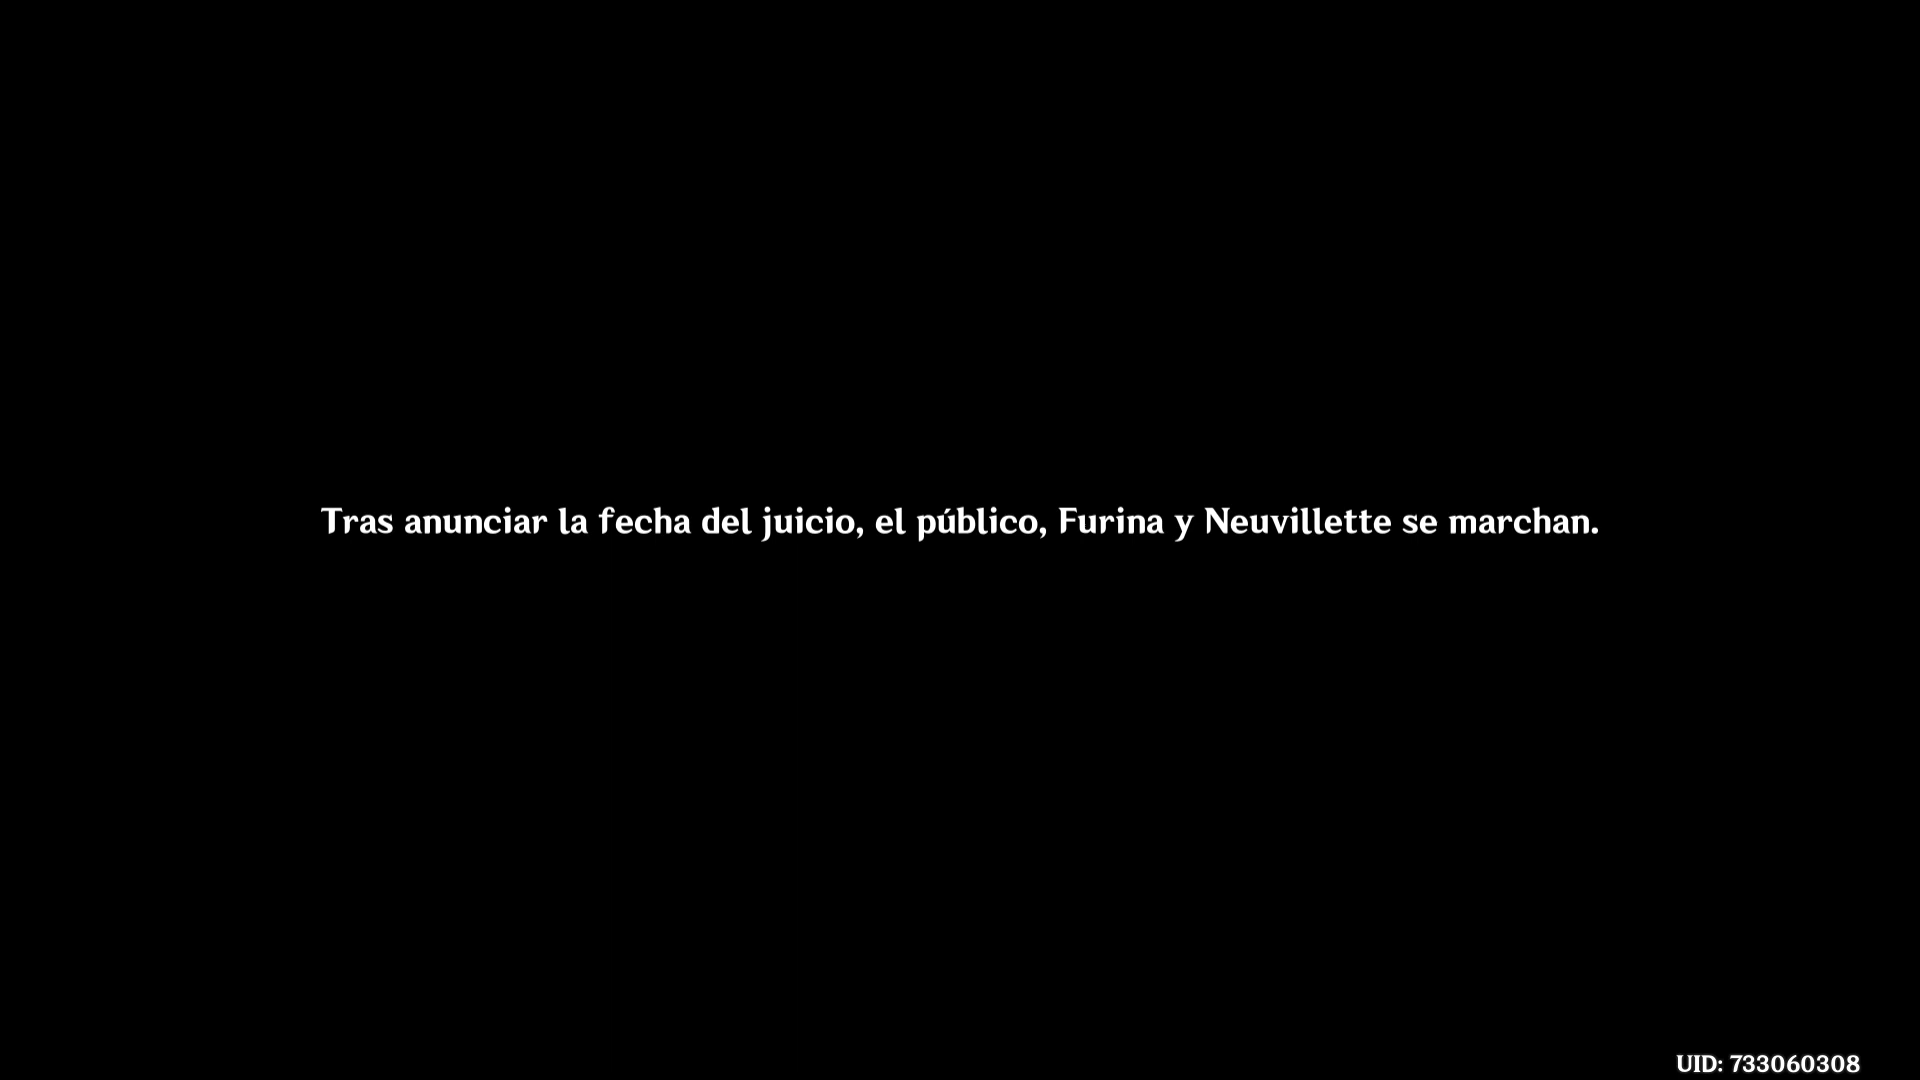 Tras anunciar la fecha del juicio, el público, Furina y Neuvillette se marchan.
UID: 733060308